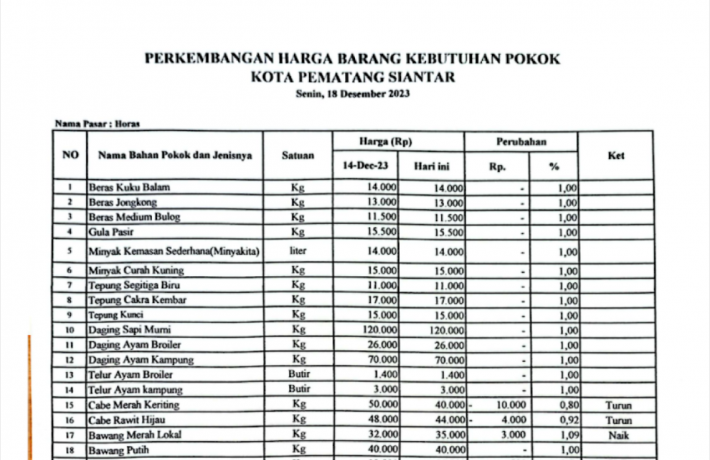 PERKEMBANGAN HARGA BARANG KEBUTUHAN POKOK
KOTA PEMATANG SIANTAR
Senin, 18 Desember 2023
Nama Pasar : Horas
NO Nama Bahan Pokok dan Jenisnya Satuan Harga (Rp) Perubahan Ket
14-Dec-23 Hari ini Rp. %
1 Beras Kuku Balam Kg 14.000 14.000 - 1,00
2 Beras Jongkong Kg 13.000 13.000 - 1,00
3 Beras Medium Bulog Kg 11.500 11.500 - 1,00
4 Gula Pasir Kg 15.500 15.500 - 1,00
5 Minyak Kemasan Sederhana(Minyakita) liter 14.000 14.000 - 1,00
6 Minyak Curah Kuning Kg 15.000 15.000 - 1,00
7 Tepung Segitiga Biru Kg 11.000 11.000 - 1,00
8 Tepung Cakra Kembar Kg 17.000 17.000 - 1,00
9 Tepung Kunci Kg 15.000 15.000 - 1,00
10 Daging Sapi Murni Kg 120.000 120.000 - 1,00
11 Daging Ayam Broiler Kg 26.000 26.000 - 1,00
12 Daging Ayam Kampung Kg 70.000 70.000 - 1,00
13 Telur Ayam Broiler Butir 1.400 1.400 - 1,00
14 Telur Ayam kampung Butir 3.000 3.000 - 1,00
15 Cabe Merah Keriting Kg 50.000 40.000 - 10.000 0,80 Turun
16 Cabe Rawit Hijau Kg 48.000 44.000 - 4.000 0,92 Turun
17 Bawang Merah Lokal Kg 32.000 35.000 3.000 1,09 Naik
18 Bawang Putih Kg 40.000 40.000 - 1,00